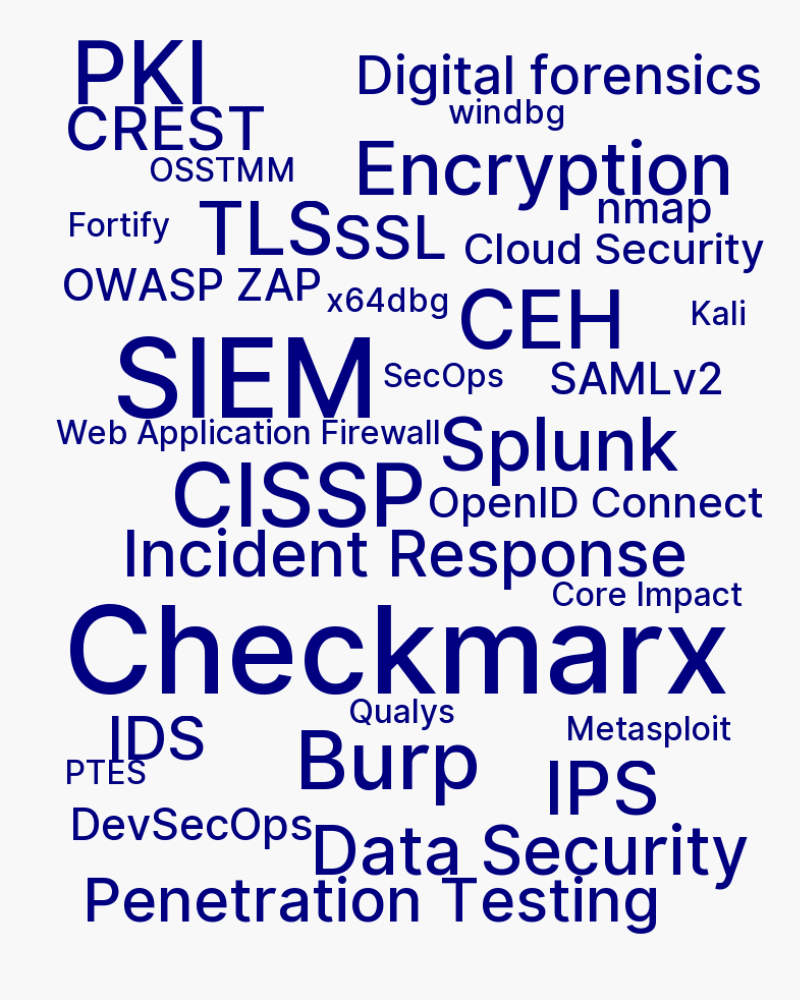 PKI
Digital forensics
windbg
CREST
OSSTMM
Encryption
nmap
Fortify
TLS
SSL
Cloud Security
OWASP ZAP
x64dbg
CEH
Kali
SIEM
SecOps
SAMLv2
Web Application Firewall
Splunk
CISSP
OpenID Connect
Incident Response
Core Impact
Checkmarx
Qualys
IDS
Metasploit
Burp
PTES
IPS
DevSecOps
Data Security
Penetration Testing